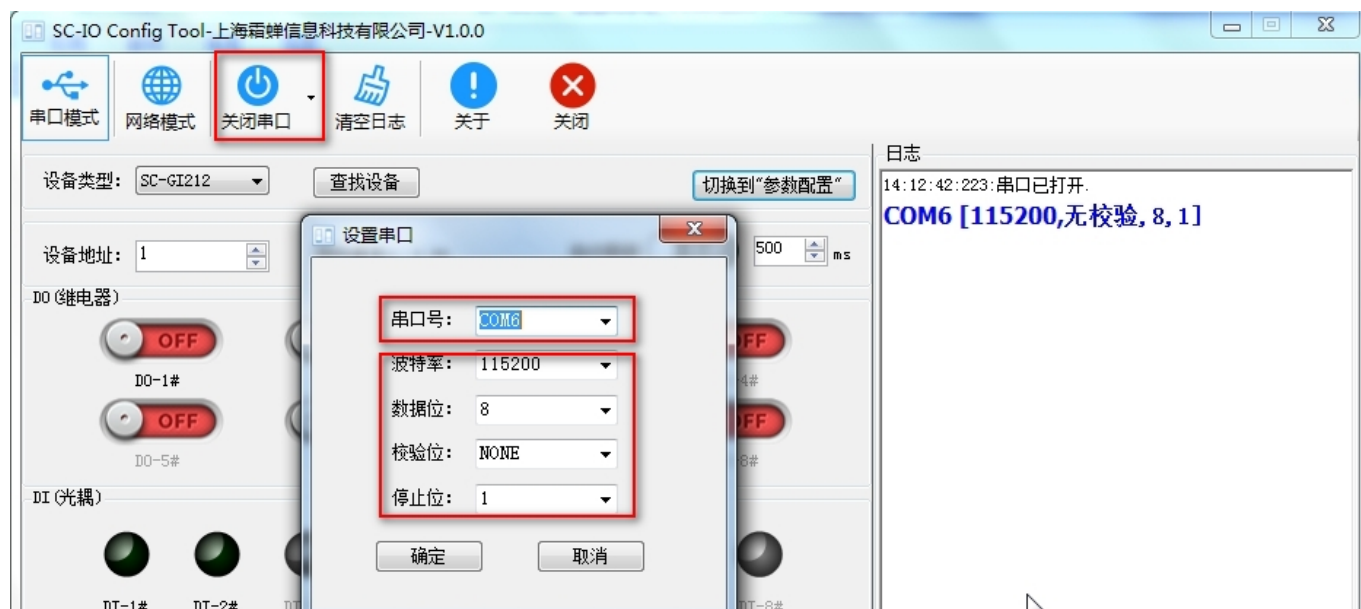 SC-IO Config Tool-上海霜蝉信息科技有限公司-V1.0.0
串口模式 网络模式 关闭串口 清空日志 关于 关闭
设备类型: SC-GI212 查找设备 切换到"参数配置"
日志
14:12:42:223:串口已打开.
COM6 [115200,无校验, 8, 1]
设置串口
设备地址: 1 500 ms
DO(继电器)
串口号: COM6
OFF
波特率: 115200
DO-1# 4#
数据位: 8
OFF
校验位: NONE
DO-5# 8#
停止位: 1
DI(光耦)
确定 取消
DI-1# DI-2# DI-8#